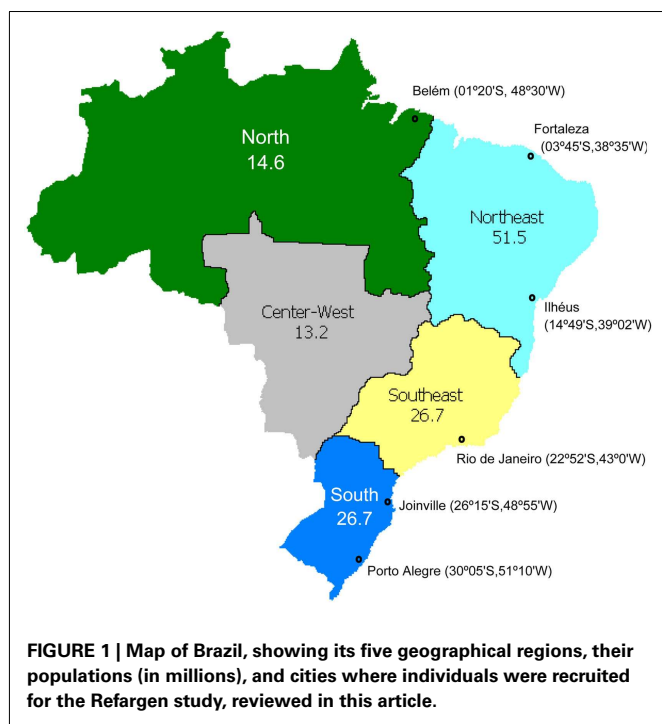 Belém (01º20'S, 48º30'W)
Fortaleza
(03º45'S,38º35'W)
North
14.6
Northeast
51.5
Ilhéus
(14º49'S,39º02'W)
Center-West
13.2
Southeast
26.7
Rio de Janeiro (22º52'S,43º0'W)
South
26.7
Joinville (26º15'S,48º55'W)
Porto Alegre (30º05'S,51º10'W)
FIGURE 1 | Map of Brazil, showing its five geographical regions, their
populations (in millions), and cities where individuals were recruited
for the Refargen study, reviewed in this article.